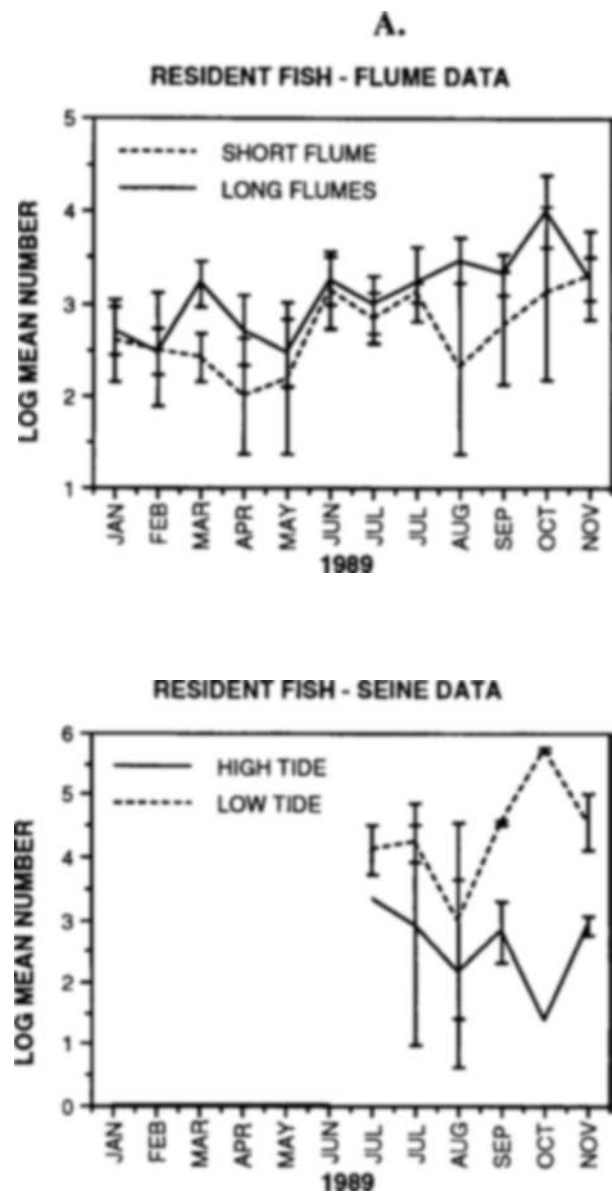 A.
RESIDENT FISH - FLUME DATA
5
4
3
2
1
LOG MEAN NUMBER
SHORT FLUME
LONG FLUMES
JAN FEB MAR APR MAY JUN JUL JUL AUG SEP OCT NOV
1989
RESIDENT FISH - SEINE DATA
6
5
4
3
2
1
0
LOG MEAN NUMBER
HIGH TIDE
LOW TIDE
JAN FEB MAR APR MAY JUN JUL JUL AUG SEP OCT NOV
1989